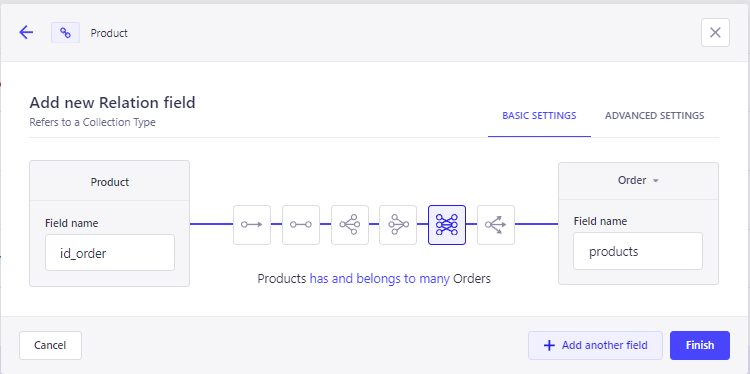 Product
Add new Relation field
Refers to a Collection Type
BASIC SETTINGS
ADVANCED SETTINGS
Product
Field name
id_order
Order
Field name
products
Products has and belongs to many Orders
Cancel
Add another field
Finish